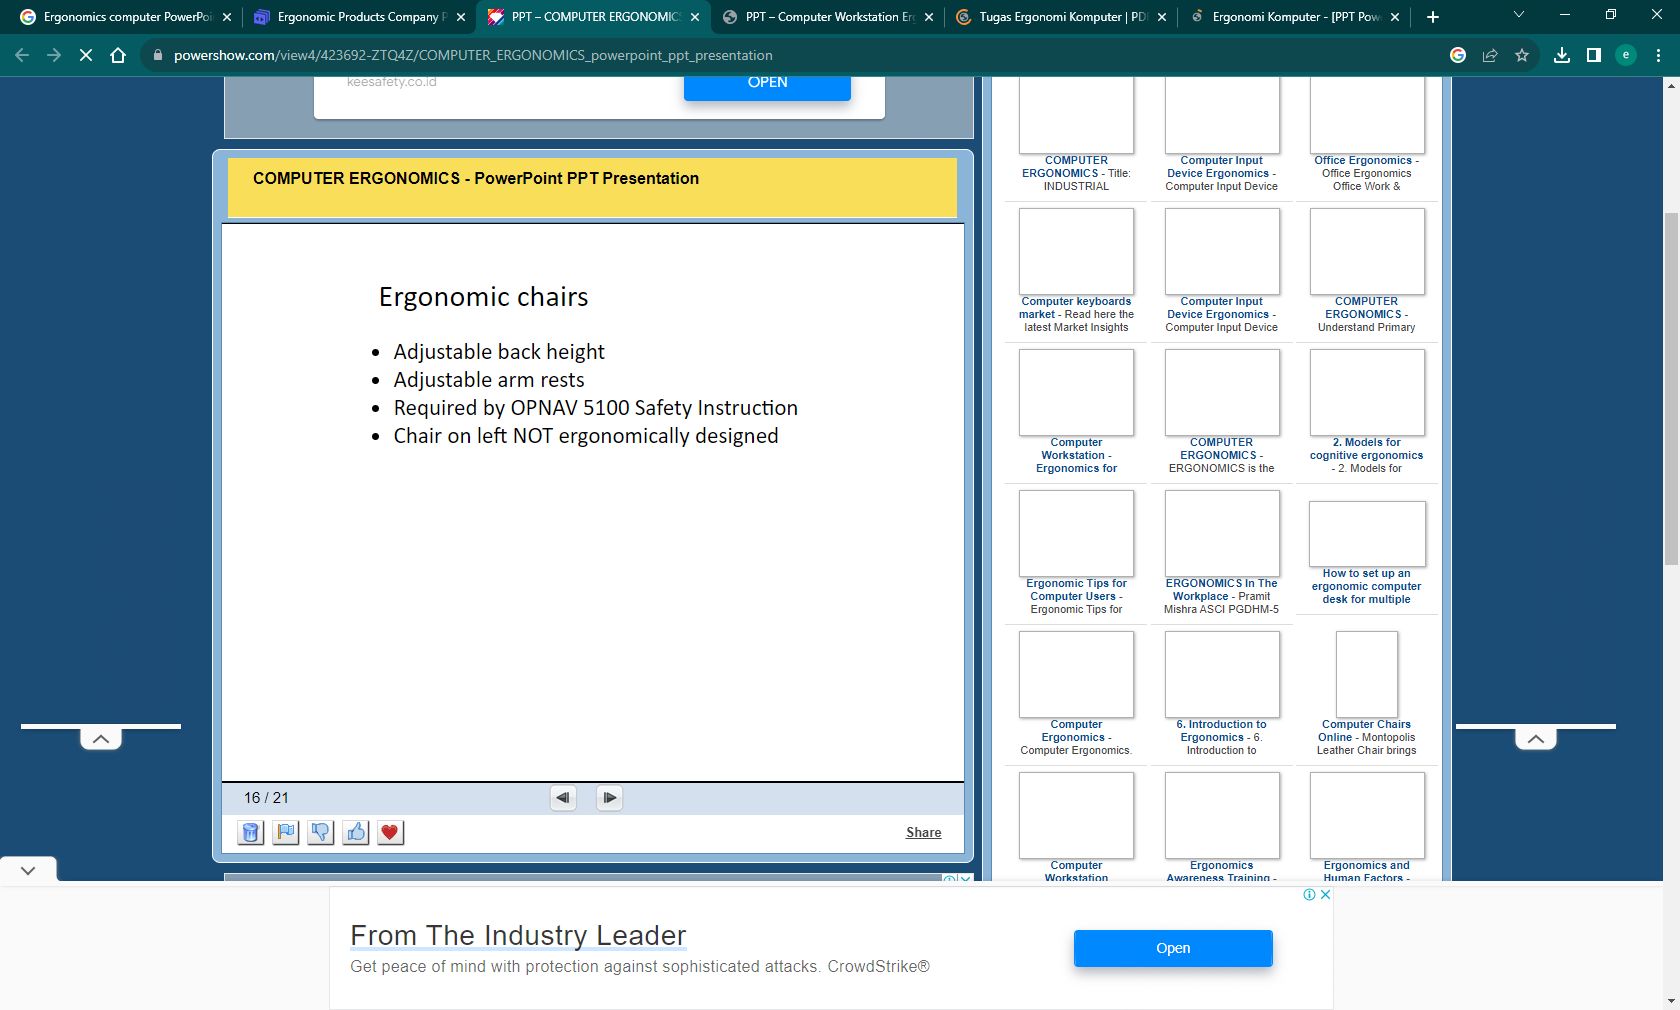 Ergonomics computer PowerPoi
Ergonomic Products Company P
PPT – COMPUTER ERGONOMICS
PPT – Computer Workstation Er
Tugas Ergonomi Komputer | PD
Ergonomi Komputer - [PPT Pow
powershow.com/view4/423692-ZTQ4Z/COMPUTER_ERGONOMICS_powerpoint_ppt_presentation
e
keesafety.co.id
OPEN
COMPUTER ERGONOMICS - PowerPoint PPT Presentation
Ergonomic chairs
• Adjustable back height
• Adjustable arm rests
• Required by OPNAV 5100 Safety Instruction
• Chair on left NOT ergonomically designed
16 / 21
Share
COMPUTER
ERGONOMICS - Title:
INDUSTRIAL
Computer Input
Device Ergonomics -
Computer Input Device
Office Ergonomics -
Office Ergonomics
Office Work &
Computer keyboards
market - Read here the
latest Market Insights
Computer Input
Device Ergonomics -
Computer Input Device
COMPUTER
ERGONOMICS -
Understand Primary
Computer
Workstation -
Ergonomics for
COMPUTER
ERGONOMICS -
ERGONOMICS is the
2. Models for
cognitive ergonomics
- 2. Models for
Ergonomic Tips for
Computer Users -
Ergonomic Tips for
ERGONOMICS In The
Workplace - Pramit
Mishra ASCI PGDHM-5
How to set up an
ergonomic computer
desk for multiple
Computer
Ergonomics -
Computer Ergonomics.
6. Introduction to
Ergonomics - 6.
Introduction to
Computer Chairs
Online - Montopolis
Leather Chair brings
Computer
Workstation
Ergonomics
Awareness Training -
Ergonomics and
Human Factors -
From The Industry Leader
Get peace of mind with protection against sophisticated attacks. CrowdStrike®
Open